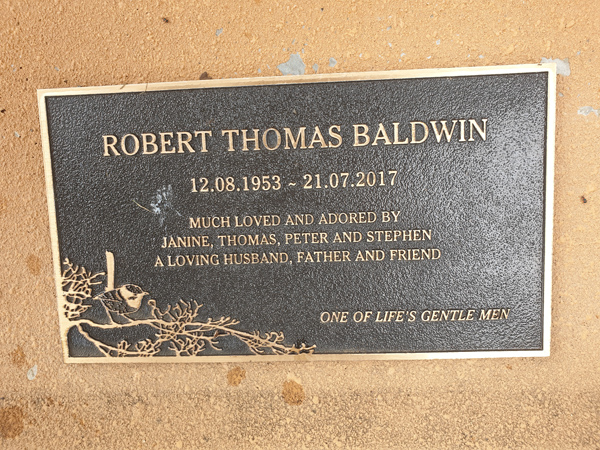 ROBERT THOMAS BALDWIN
12.08.1953 ~ 21.07.2017
MUCH LOVED AND ADORED BY
JANINE, THOMAS, PETER AND STEPHEN
A LOVING HUSBAND, FATHER AND FRIEND
ONE OF LIFE'S GENTLE MEN